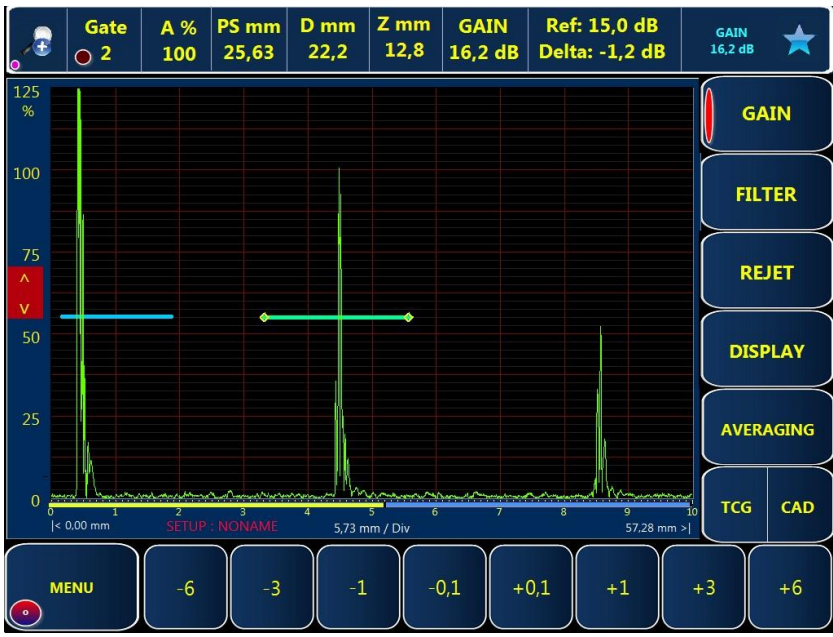 Gate A % PS mm D mm Z mm GAIN Ref: 15,0 dB GAIN
2 100 25,63 22,2 12,8 16,2 dB Delta: -1,2 dB 16,2 dB
125
%
100
75
^
v
50
25
0
1 2 3 4 5 6 7 8 9 10
|< 0,00 mm SETUP : NONAME 5,73 mm / Div 57,28 mm >|
GAIN
FILTER
REJET
DISPLAY
AVERAGING
TCG CAD
MENU -6 -3 -1 -0,1 +0,1 +1 +3 +6
o